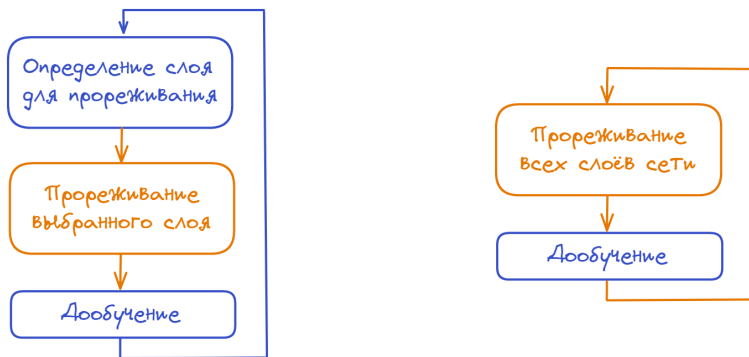 Определение слоя
для прореживания
Прореживание
выбранного слоя
Дообучение
Прореживание
всех слоёв сети
Дообучение